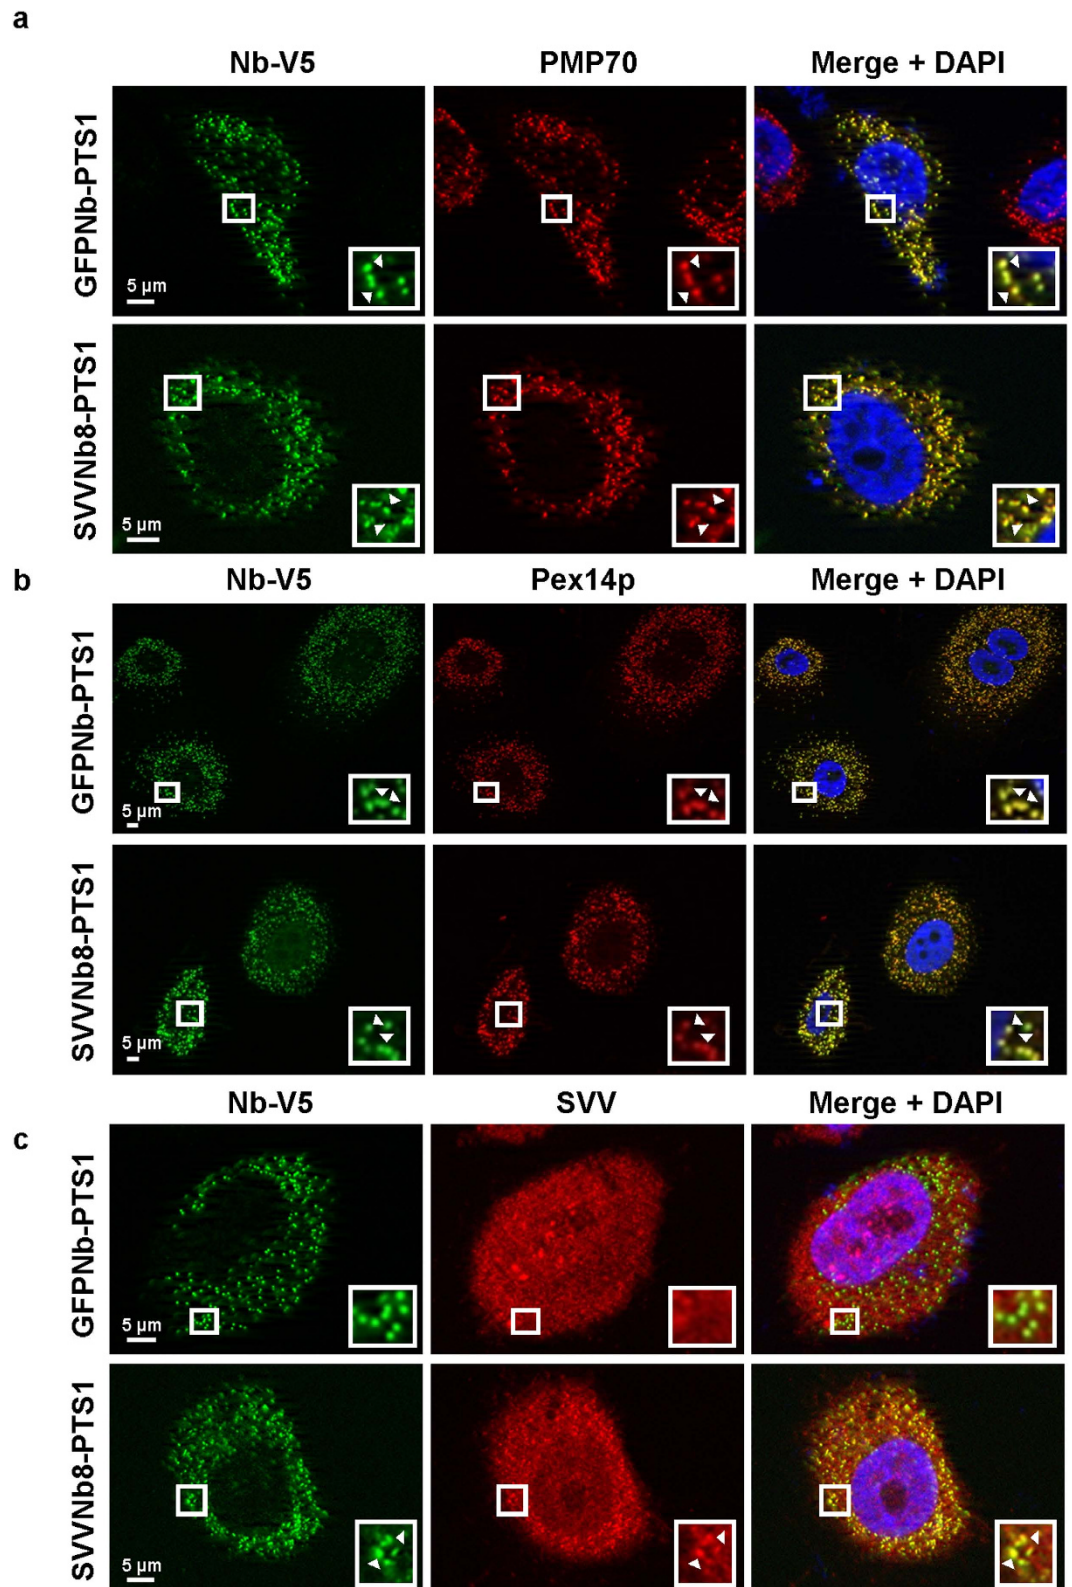 a
Nb-V5 PMP70 Merge + DAPI
GFPNb-PTS1
5 µm
SVVNb8-PTS1
5 µm
b
Nb-V5 Pex14p Merge + DAPI
GFPNb-PTS1
5 µm
SVVNb8-PTS1
5 µm
Nb-V5 SVV Merge + DAPI
c
GFPNb-PTS1
5 µm
SVVNb8-PTS1
5 µm